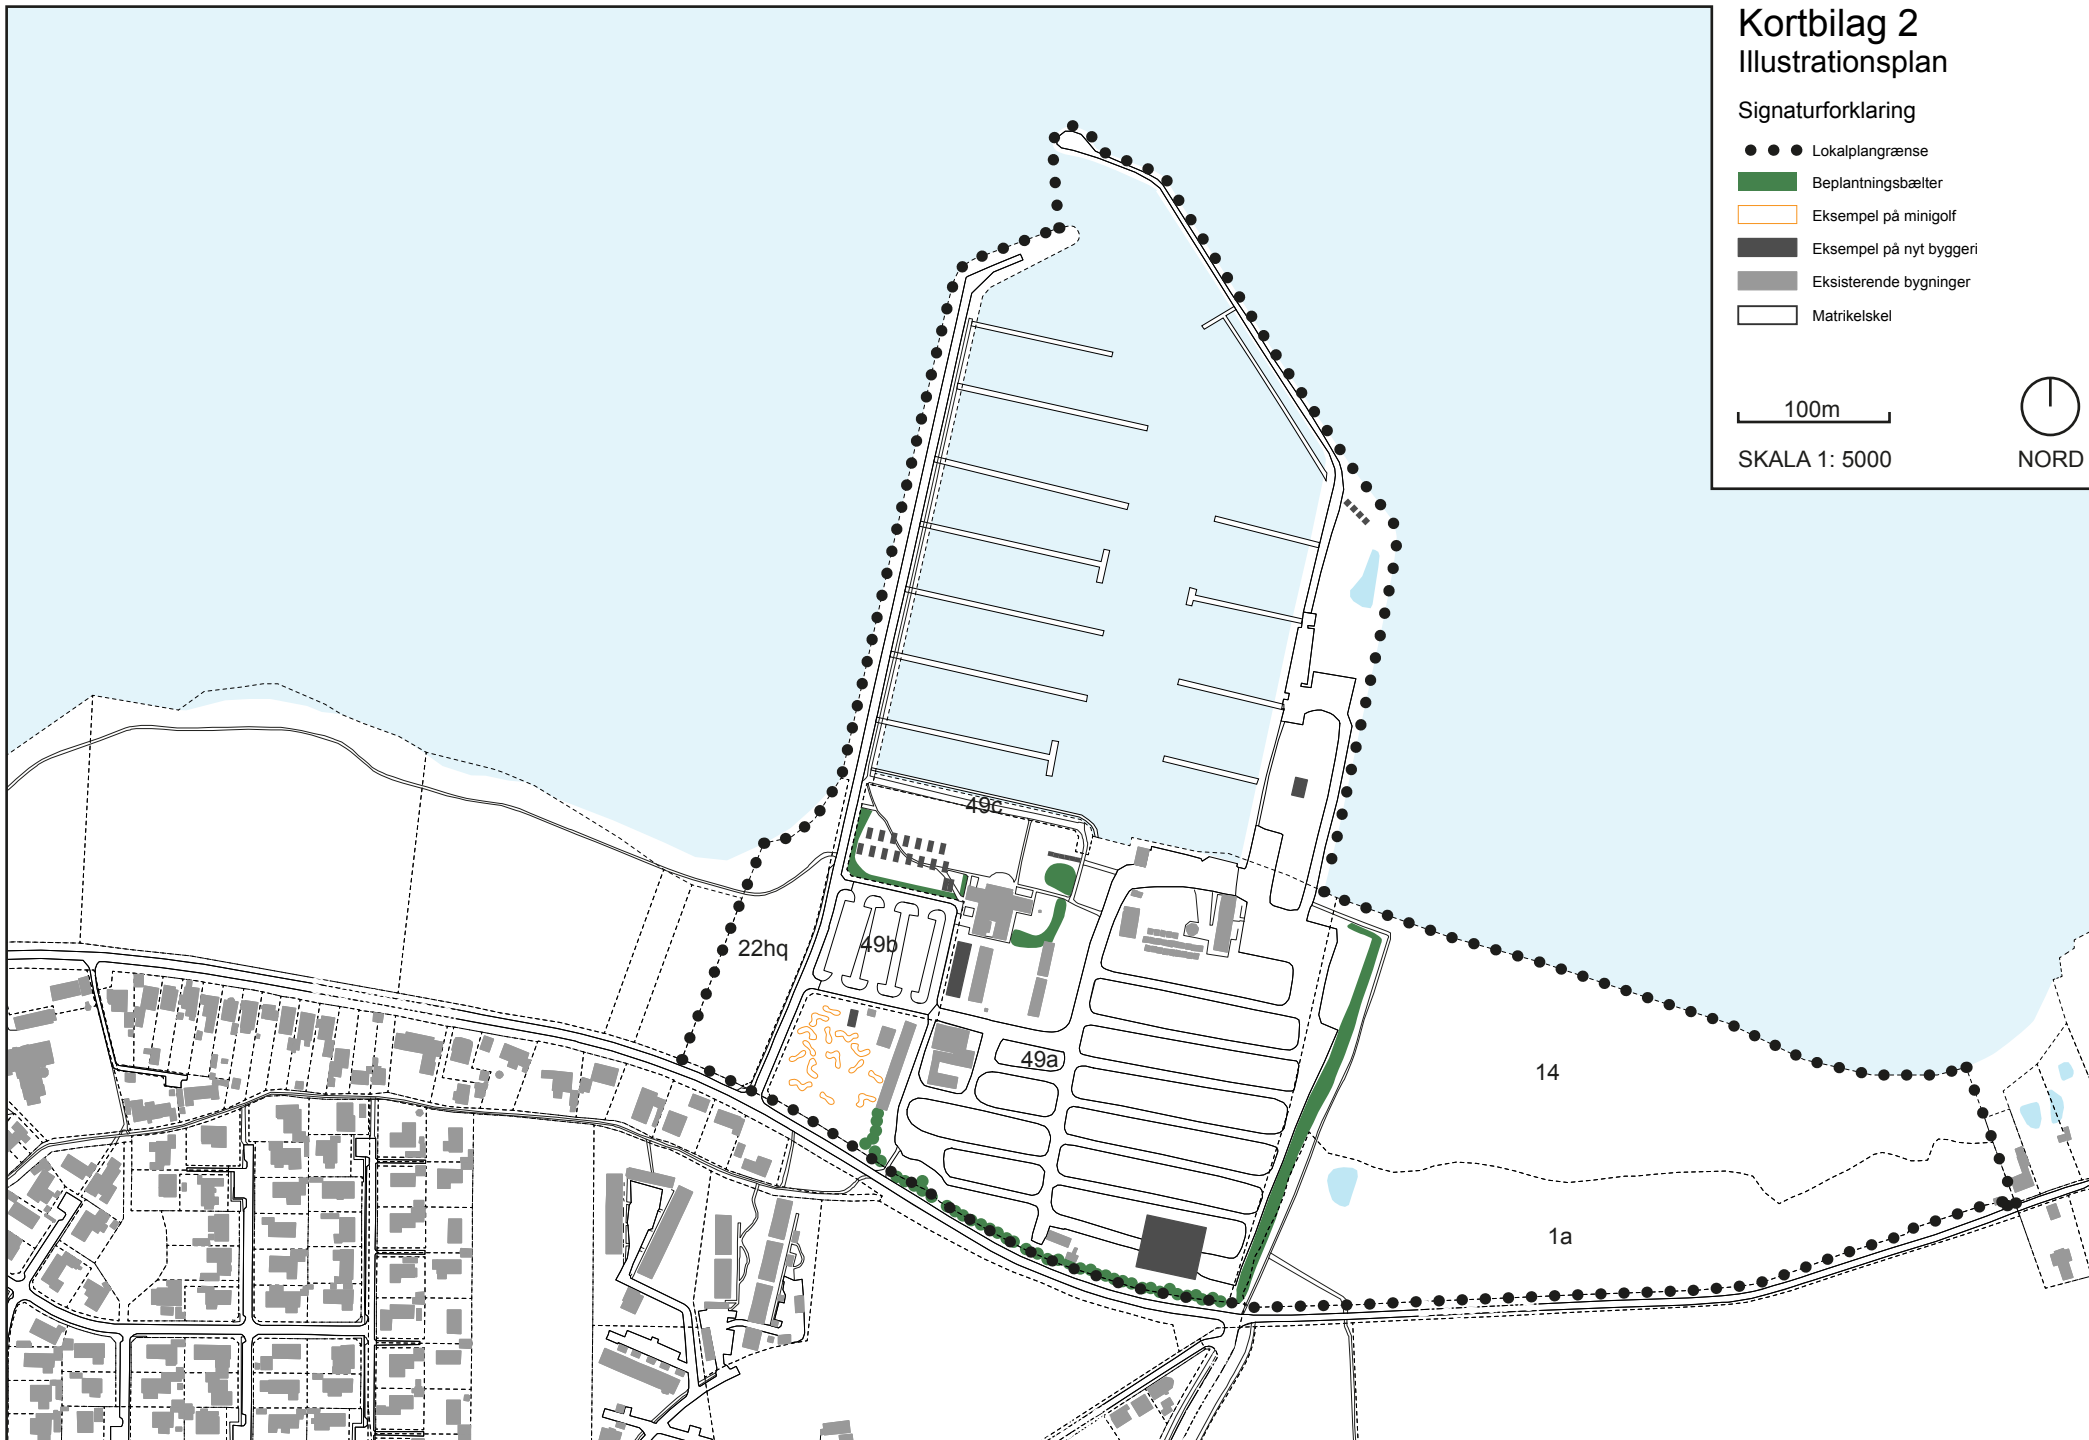 Kortbilag 2
Illustrationsplan
Signaturforklaring
Lokalplangrænse
Beplantningsbælter
Eksempel på minigolf
Eksempel på nyt byggeri
Eksisterende bygninger
Matrikelskel
100m
SKALA 1: 5000
NORD
49c
22hq
49b
49a
14
1a